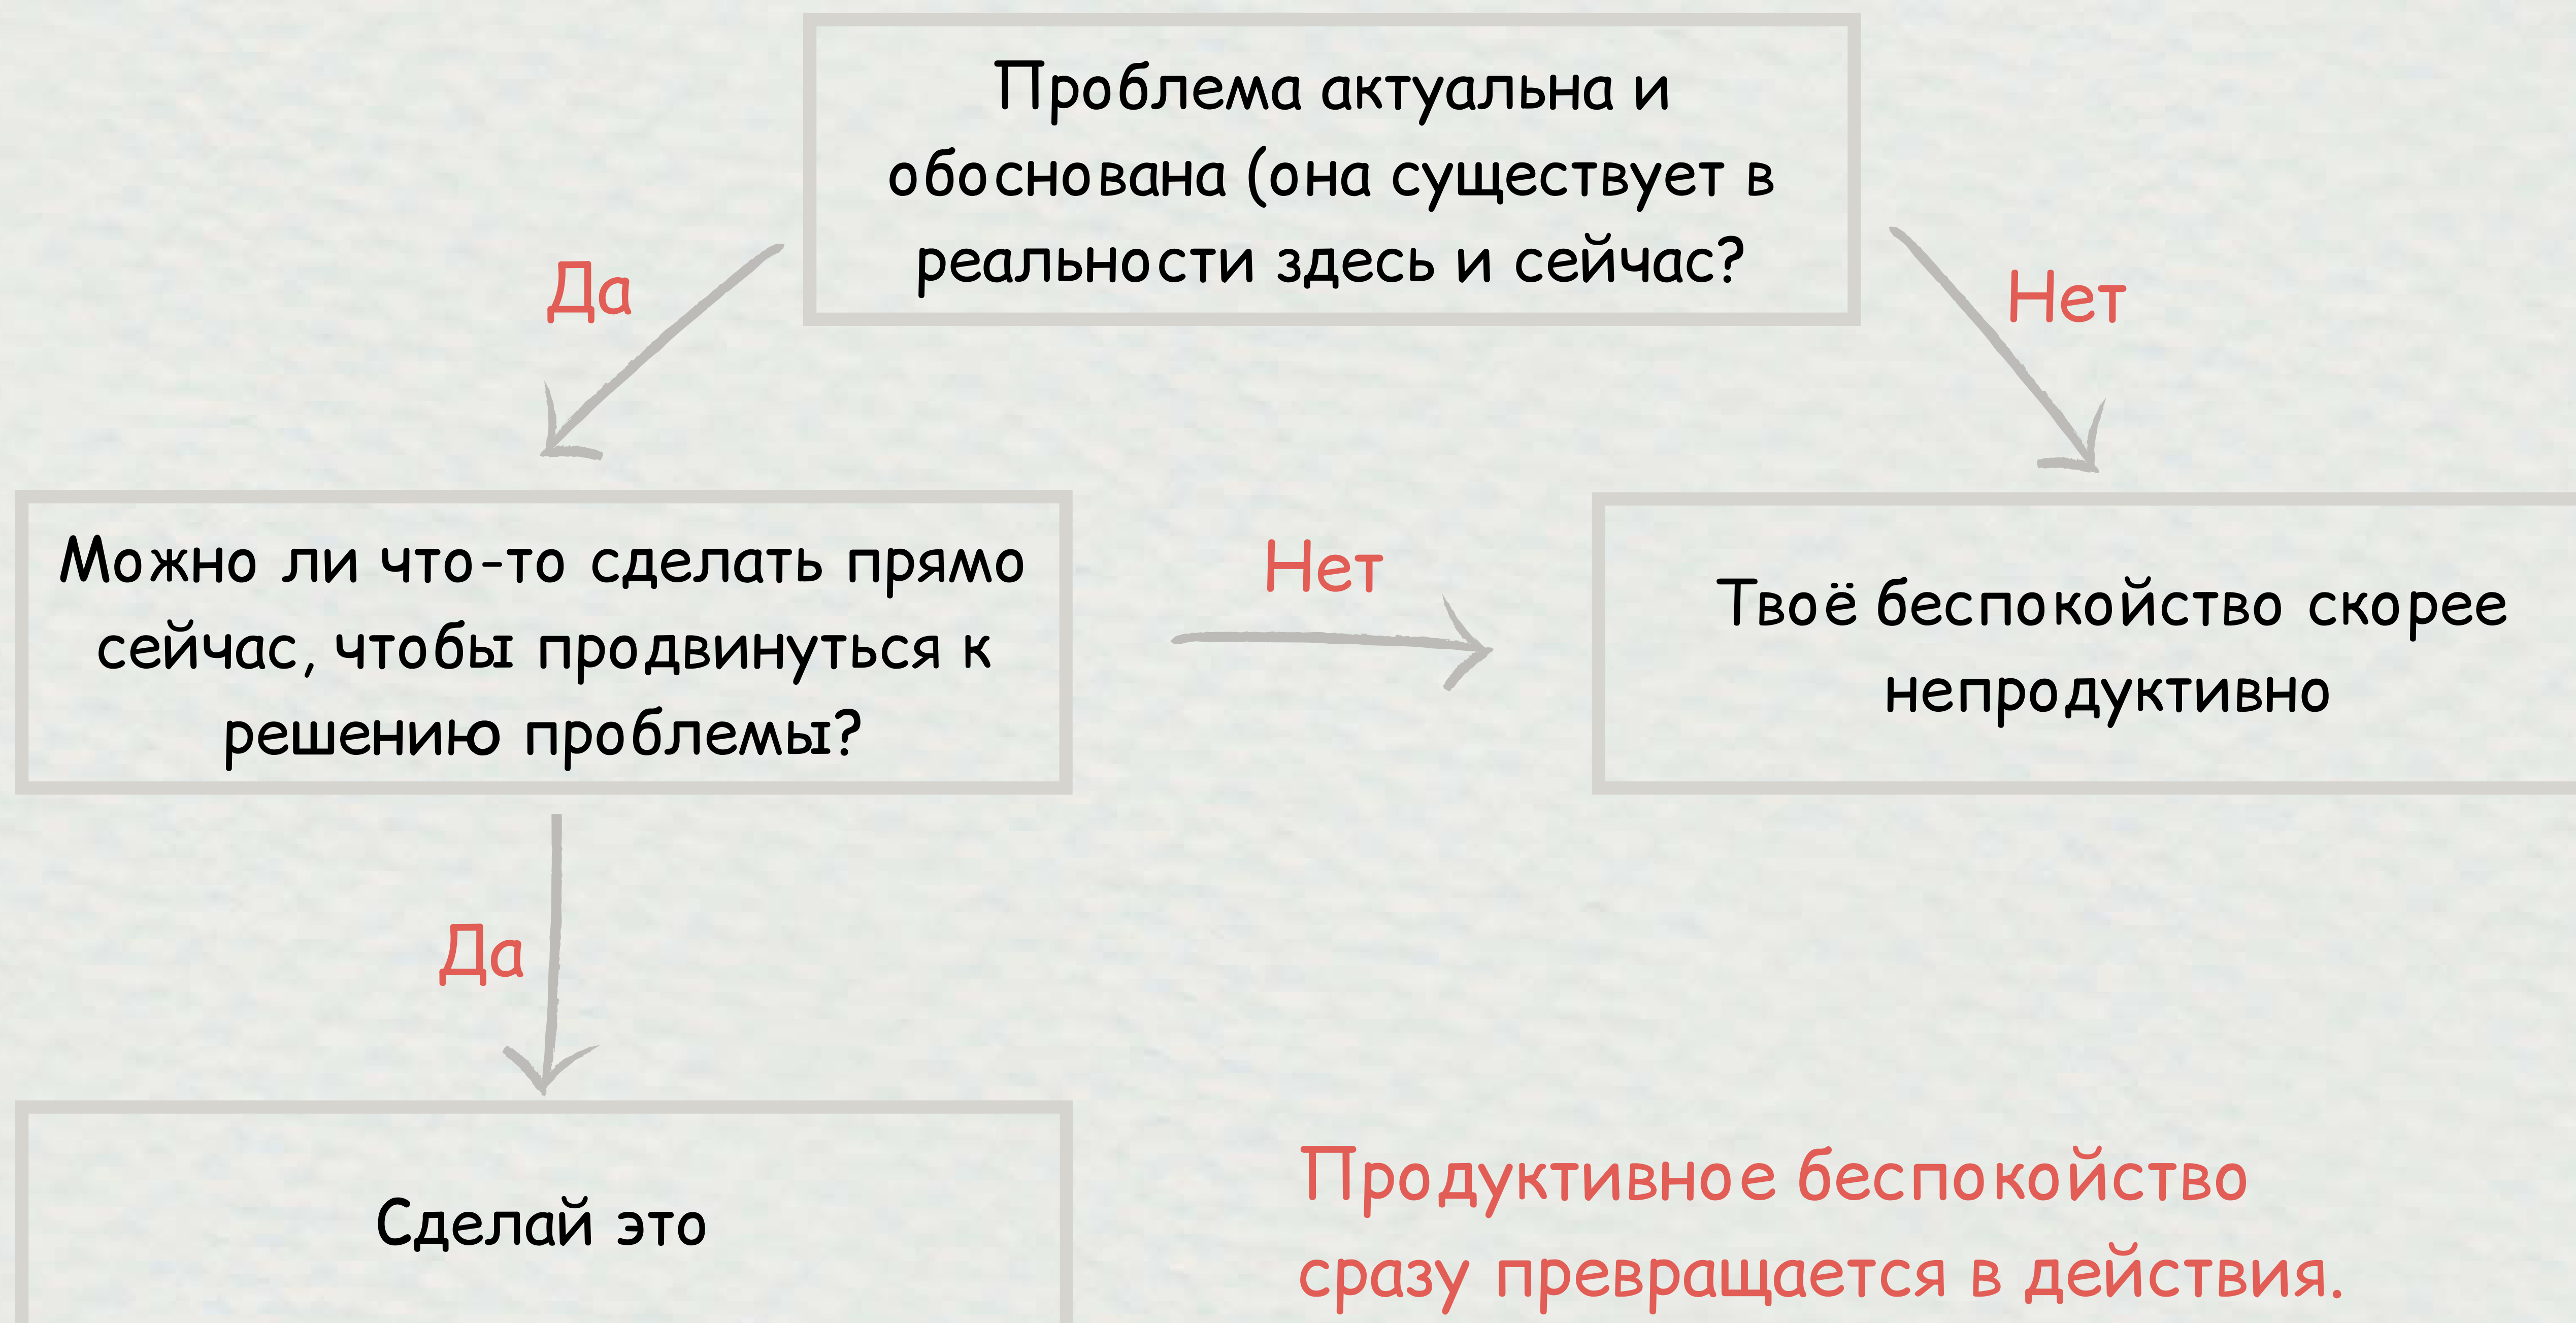 Проблема актуальна и
обоснована (она существует в
реальности здесь и сейчас?
Да
Нет
Можно ли что-то сделать прямо
сейчас, чтобы продвинуться к
решению проблемы?
Нет
Твоё беспокойство скорее
непродуктивно
Да
Сделай это
Продуктивное беспокойство
сразу превращается в действия.